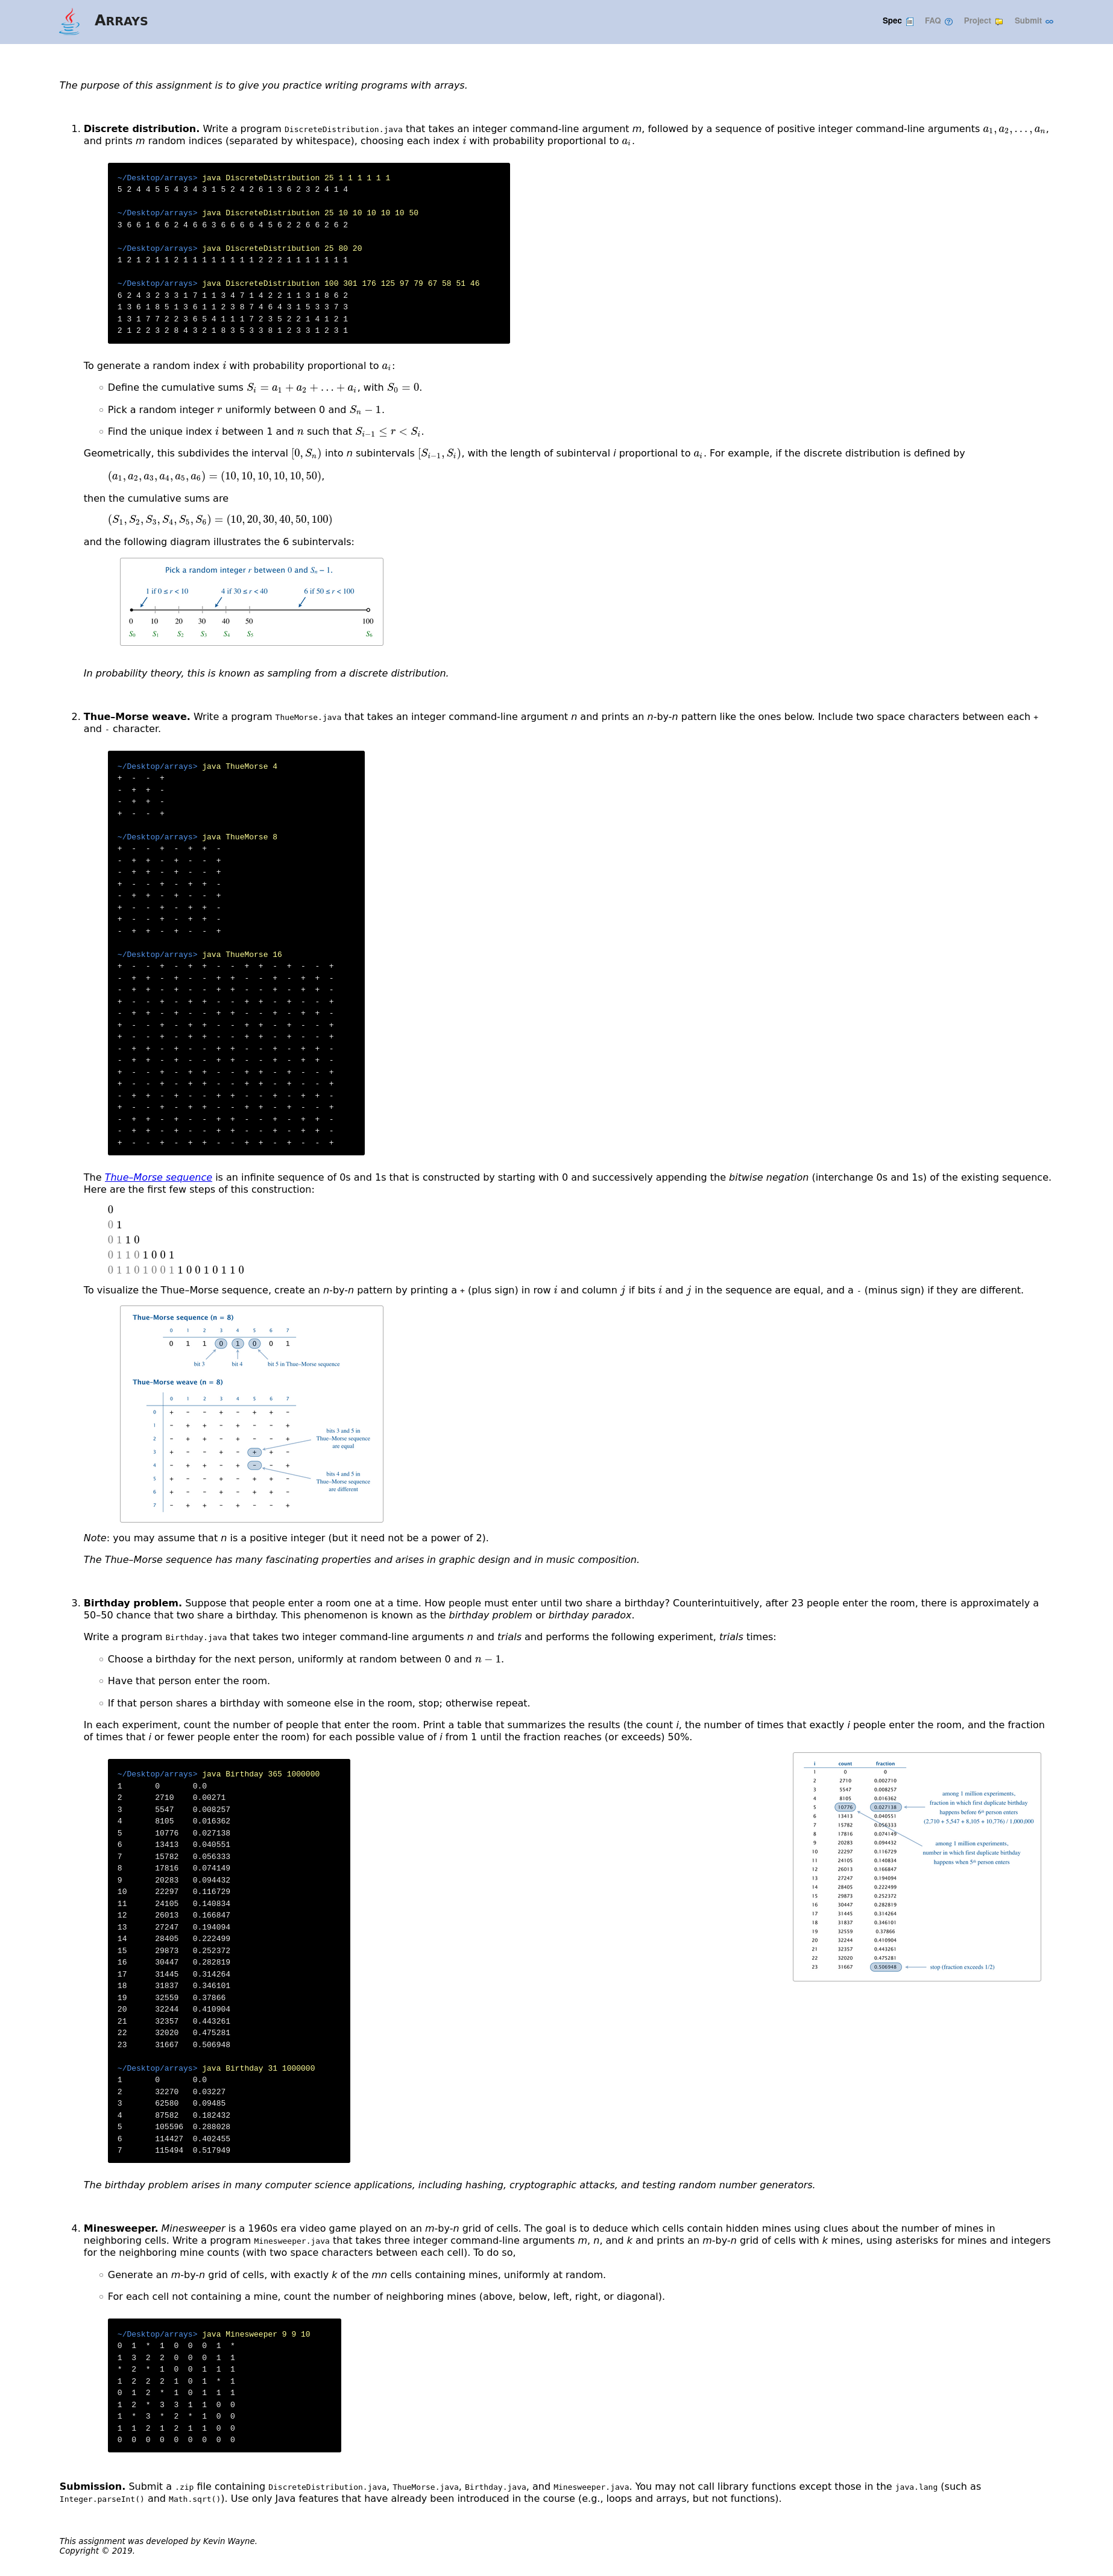 ARRAYS
Spec FAQ Project Submit
The purpose of this assignment is to give you practice writing programs with arrays.
1. Discrete distribution. Write a program DiscreteDistribution.java that takes an integer command-line argument m, followed by a sequence of positive integer command-line arguments a₁, a₂, …, aₙ,
and prints m random indices (separated by whitespace), choosing each index i with probability proportional to aᵢ.
~/Desktop/arrays> java DiscreteDistribution 25 1 1 1 1 1 1
5 2 4 4 5 5 4 3 4 3 1 5 2 4 2 6 1 3 6 2 3 2 4 1 4
~/Desktop/arrays> java DiscreteDistribution 25 10 10 10 10 10 50
3 6 6 1 6 6 2 4 6 6 3 6 6 6 6 4 5 6 2 2 6 6 2 6 2
~/Desktop/arrays> java DiscreteDistribution 25 80 20
1 2 1 2 1 1 2 1 1 1 1 1 1 1 1 2 2 2 1 1 1 1 1 1 1
~/Desktop/arrays> java DiscreteDistribution 100 301 176 125 97 79 67 58 51 46
6 2 4 3 2 3 3 1 7 1 1 3 4 7 1 4 2 2 1 1 3 1 8 6 2
1 3 6 1 8 5 1 3 6 1 1 2 3 8 7 4 6 4 3 1 5 3 3 7 3
1 3 1 7 7 2 2 3 6 5 4 1 1 1 7 2 3 5 2 2 1 4 1 2 1
2 1 2 2 3 2 8 4 3 2 1 8 3 5 3 3 8 1 2 3 3 1 2 3 1
To generate a random index i with probability proportional to aᵢ:
Define the cumulative sums Sᵢ = a₁ + a₂ + … + aᵢ, with S₀ = 0.
Pick a random integer r uniformly between 0 and Sₙ − 1.
Find the unique index i between 1 and n such that Sᵢ₋₁ ≤ r < Sᵢ.
Geometrically, this subdivides the interval [0, Sₙ) into n subintervals [Sᵢ₋₁, Sᵢ), with the length of subinterval i proportional to aᵢ. For example, if the discrete distribution is defined by
(a₁, a₂, a₃, a₄, a₅, a₆) = (10, 10, 10, 10, 10, 50),
then the cumulative sums are
(S₁, S₂, S₃, S₄, S₅, S₆) = (10, 20, 30, 40, 50, 100)
and the following diagram illustrates the 6 subintervals:
Pick a random integer r between 0 and Sₙ − 1.
1 if 0 ≤ r < 10 4 if 30 ≤ r < 40 6 if 50 ≤ r < 100
0 10 20 30 40 50 100
S₀ S₁ S₂ S₃ S₄ S₅ S₆
In probability theory, this is known as sampling from a discrete distribution.
2. Thue–Morse weave. Write a program ThueMorse.java that takes an integer command-line argument n and prints an n-by-n pattern like the ones below. Include two space characters between each +
and - character.
~/Desktop/arrays> java ThueMorse 4
+ - - +
- + + -
- + + -
+ - - +
~/Desktop/arrays> java ThueMorse 8
+ - - + - + + -
- + + - + - - +
- + + - + - - +
+ - - + - + + -
- + + - + - - +
+ - - + - + + -
+ - - + - + + -
- + + - + - - +
~/Desktop/arrays> java ThueMorse 16
+ - - + - + + - - + + - + - - +
- + + - + - - + + - - + - + + -
- + + - + - - + + - - + - + + -
+ - - + - + + - - + + - + - - +
- + + - + - - + + - - + - + + -
+ - - + - + + - - + + - + - - +
+ - - + - + + - - + + - + - - +
- + + - + - - + + - - + - + + -
- + + - + - - + + - - + - + + -
+ - - + - + + - - + + - + - - +
+ - - + - + + - - + + - + - - +
- + + - + - - + + - - + - + + -
+ - - + - + + - - + + - + - - +
- + + - + - - + + - - + - + + -
- + + - + - - + + - - + - + + -
+ - - + - + + - - + + - + - - +
The Thue–Morse sequence is an infinite sequence of 0s and 1s that is constructed by starting with 0 and successively appending the bitwise negation (interchange 0s and 1s) of the existing sequence.
Here are the first few steps of this construction:
0
0 1
0 1 1 0
0 1 1 0 1 0 0 1
0 1 1 0 1 0 0 1 1 0 0 1 0 1 1 0
To visualize the Thue–Morse sequence, create an n-by-n pattern by printing a + (plus sign) in row i and column j if bits i and j in the sequence are equal, and a - (minus sign) if they are different.
Thue–Morse sequence (n = 8)
0 1 2 3 4 5 6 7
0 1 1 0 1 0 0 1
bit 3 bit 4 bit 5 in Thue–Morse sequence
Thue–Morse weave (n = 8)
0 1 2 3 4 5 6 7
0 + – – + – + + –
1 – + + – + – – +
2 – + + – + – – +
3 + – – + – + + –
4 – + + – + – – +
5 + – – + – + + –
6 + – – + – + + –
7 – + + – + – – +
bits 3 and 5 in
Thue–Morse sequence
are equal
bits 4 and 5 in
Thue–Morse sequence
are different
Note: you may assume that n is a positive integer (but it need not be a power of 2).
The Thue–Morse sequence has many fascinating properties and arises in graphic design and in music composition.
3. Birthday problem. Suppose that people enter a room one at a time. How people must enter until two share a birthday? Counterintuitively, after 23 people enter the room, there is approximately a
50–50 chance that two share a birthday. This phenomenon is known as the birthday problem or birthday paradox.
Write a program Birthday.java that takes two integer command-line arguments n and trials and performs the following experiment, trials times:
Choose a birthday for the next person, uniformly at random between 0 and n − 1.
Have that person enter the room.
If that person shares a birthday with someone else in the room, stop; otherwise repeat.
In each experiment, count the number of people that enter the room. Print a table that summarizes the results (the count i, the number of times that exactly i people enter the room, and the fraction
of times that i or fewer people enter the room) for each possible value of i from 1 until the fraction reaches (or exceeds) 50%.
~/Desktop/arrays> java Birthday 365 1000000
1 0 0.0
2 2710 0.00271
3 5547 0.008257
4 8105 0.016362
5 10776 0.027138
6 13413 0.040551
7 15782 0.056333
8 17816 0.074149
9 20283 0.094432
10 22297 0.116729
11 24105 0.140834
12 26013 0.166847
13 27247 0.194094
14 28405 0.222499
15 29873 0.252372
16 30447 0.282819
17 31445 0.314264
18 31837 0.346101
19 32559 0.37866
20 32244 0.410904
21 32357 0.443261
22 32020 0.475281
23 31667 0.506948
~/Desktop/arrays> java Birthday 31 1000000
1 0 0.0
2 32270 0.03227
3 62580 0.09485
4 87582 0.182432
5 105596 0.288028
6 114427 0.402455
7 115494 0.517949
i count fraction
1 0 0
2 2710 0.002710
3 5547 0.008257
4 8105 0.016362
5 10776 0.027138
6 13413 0.040551
7 15782 0.056333
8 17816 0.074149
9 20283 0.094432
10 22297 0.116729
11 24105 0.140834
12 26013 0.166847
13 27247 0.194094
14 28405 0.222499
15 29873 0.252372
16 30447 0.282819
17 31445 0.314264
18 31837 0.346101
19 32559 0.37866
20 32244 0.410904
21 32357 0.443261
22 32020 0.475281
23 31667 0.506948
among 1 million experiments,
fraction in which first duplicate birthday
happens before 6th person enters
(2,710 + 5,547 + 8,105 + 10,776) / 1,000,000
among 1 million experiments,
number in which first duplicate birthday
happens when 5th person enters
stop (fraction exceeds 1/2)
The birthday problem arises in many computer science applications, including hashing, cryptographic attacks, and testing random number generators.
4. Minesweeper. Minesweeper is a 1960s era video game played on an m-by-n grid of cells. The goal is to deduce which cells contain hidden mines using clues about the number of mines in
neighboring cells. Write a program Minesweeper.java that takes three integer command-line arguments m, n, and k and prints an m-by-n grid of cells with k mines, using asterisks for mines and integers
for the neighboring mine counts (with two space characters between each cell). To do so,
Generate an m-by-n grid of cells, with exactly k of the mn cells containing mines, uniformly at random.
For each cell not containing a mine, count the number of neighboring mines (above, below, left, right, or diagonal).
~/Desktop/arrays> java Minesweeper 9 9 10
0 1 * 1 0 0 0 1 *
1 3 2 2 0 0 0 1 1
* 2 * 1 0 0 1 1 1
1 2 2 2 1 0 1 * 1
0 1 2 * 1 0 1 1 1
1 2 * 3 3 1 1 0 0
1 * 3 * 2 * 1 0 0
1 1 2 1 2 1 1 0 0
0 0 0 0 0 0 0 0 0
Submission. Submit a .zip file containing DiscreteDistribution.java, ThueMorse.java, Birthday.java, and Minesweeper.java. You may not call library functions except those in the java.lang (such as
Integer.parseInt() and Math.sqrt()). Use only Java features that have already been introduced in the course (e.g., loops and arrays, but not functions).
This assignment was developed by Kevin Wayne.
Copyright © 2019.